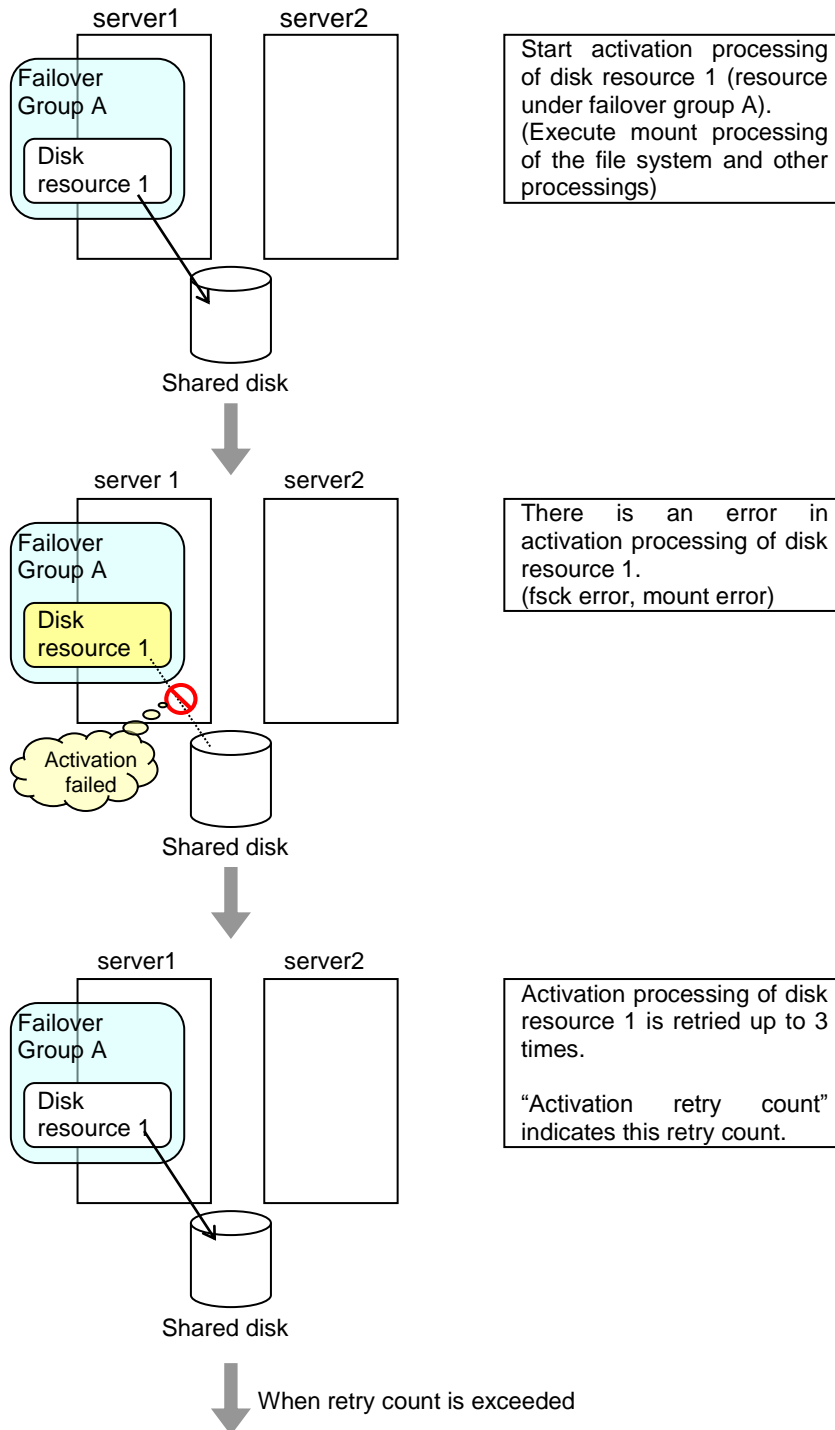 server1
server2
Failover
Group A
Disk
resource 1
Shared disk
Start activation processing
of disk resource 1 (resource
under failover group A).
(Execute mount processing
of the file system and other
processings)
server 1
server2
Failover
Group A
Disk
resource 1
Activation
failed
Shared disk
There is an error in
activation processing of disk
resource 1.
(fsck error, mount error)
server1
server2
Failover
Group A
Disk
resource 1
Shared disk
Activation processing of disk
resource 1 is retried up to 3
times.
“Activation retry count”
indicates this retry count.
When retry count is exceeded